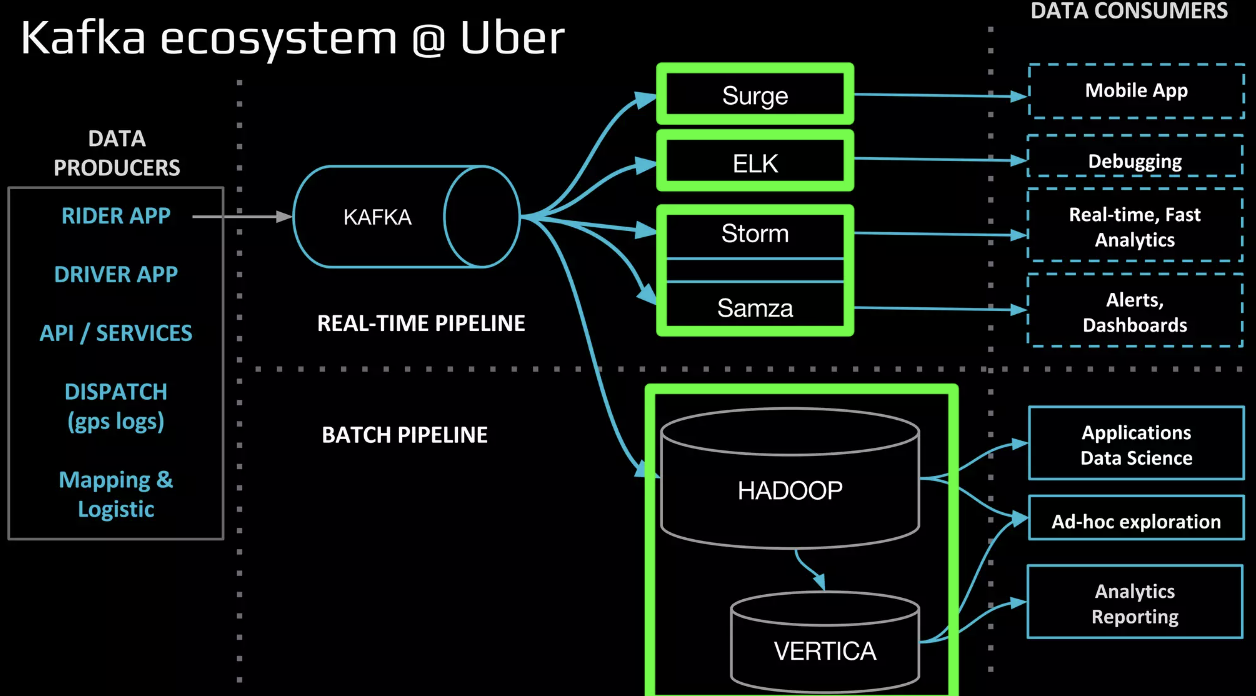 Kafka ecosystem @ Uber
DATA CONSUMERS
DATA
PRODUCERS
RIDER APP
DRIVER APP
API / SERVICES
DISPATCH
(gps logs)
Mapping &
Logistic
KAFKA
REAL-TIME PIPELINE
Surge
ELK
Storm
Samza
Mobile App
Debugging
Real-time, Fast
Analytics
Alerts,
Dashboards
BATCH PIPELINE
HADOOP
VERTICA
Applications
Data Science
Ad-hoc exploration
Analytics
Reporting